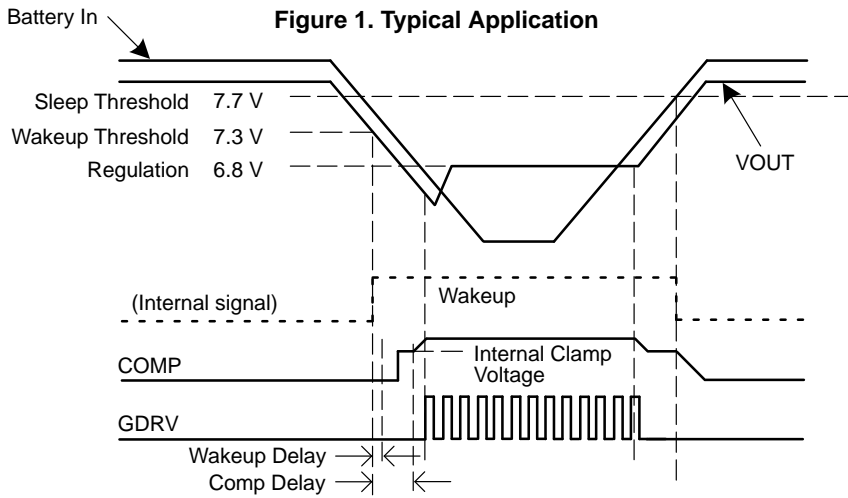 Battery In
Figure 1. Typical Application
Sleep Threshold 7.7 V
Wakeup Threshold 7.3 V
Regulation 6.8 V
VOUT
(Internal signal)
Wakeup
COMP
Internal Clamp
Voltage
GDRV
Wakeup Delay
Comp Delay